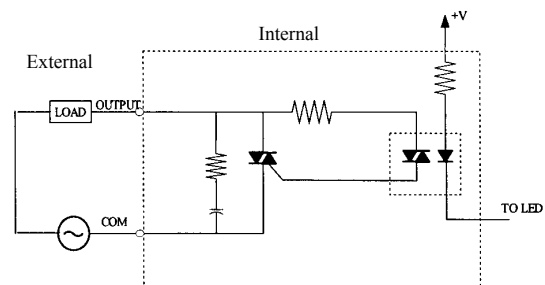 +V
Internal
External
LOAD
OUTPUT
COM
TO LED